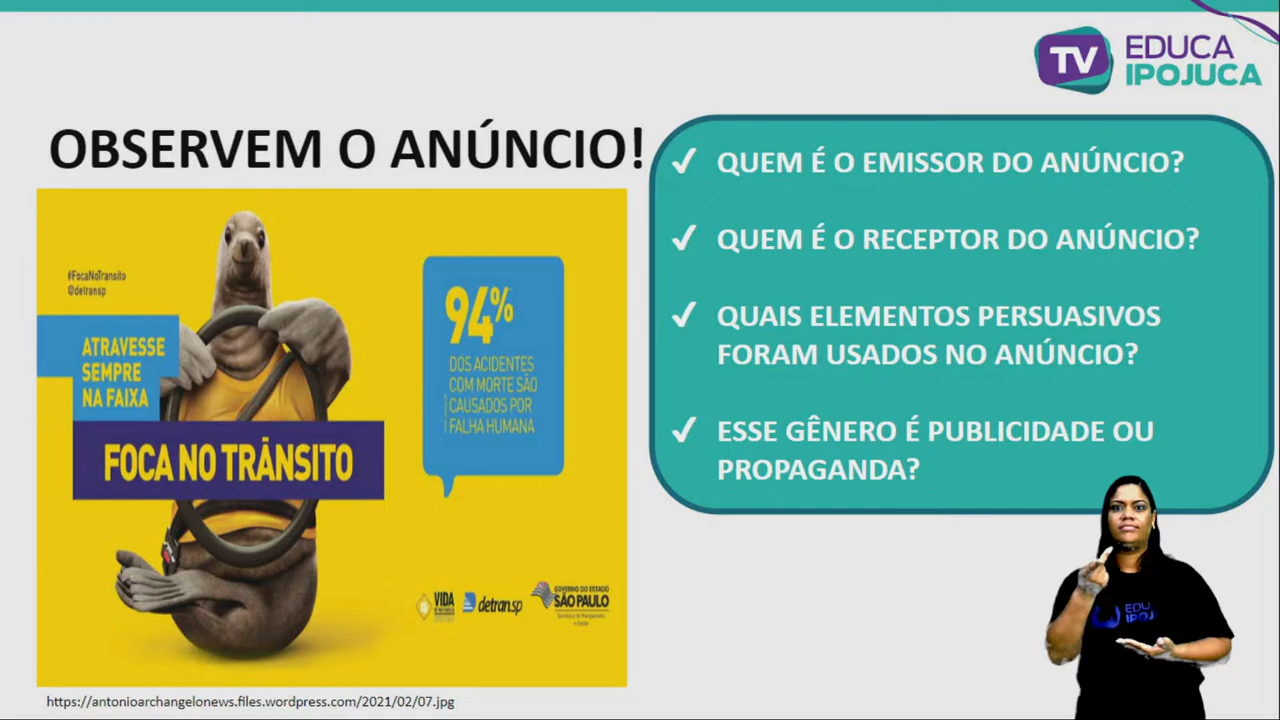 TV EDUCA
IPOJUCA
OBSERVEM O ANÚNCIO!
#FocaNoTransito
@detransp
ATRAVESSE
SEMPRE
NA FAIXA
FOCA NO TRÂNSITO
94%
DOS ACIDENTES
COM MORTE SÃO
CAUSADOS POR
FALHA HUMANA
VIDA
detran.sp
GOVERNO DO ESTADO
SÃO PAULO
https://antonioarchangelonews.files.wordpress.com/2021/02/07.jpg
✓ QUEM É O EMISSOR DO ANÚNCIO?
✓ QUEM É O RECEPTOR DO ANÚNCIO?
✓ QUAIS ELEMENTOS PERSUASIVOS
FORAM USADOS NO ANÚNCIO?
✓ ESSE GÊNERO É PUBLICIDADE OU
PROPAGANDA?
EDU
IPOJ